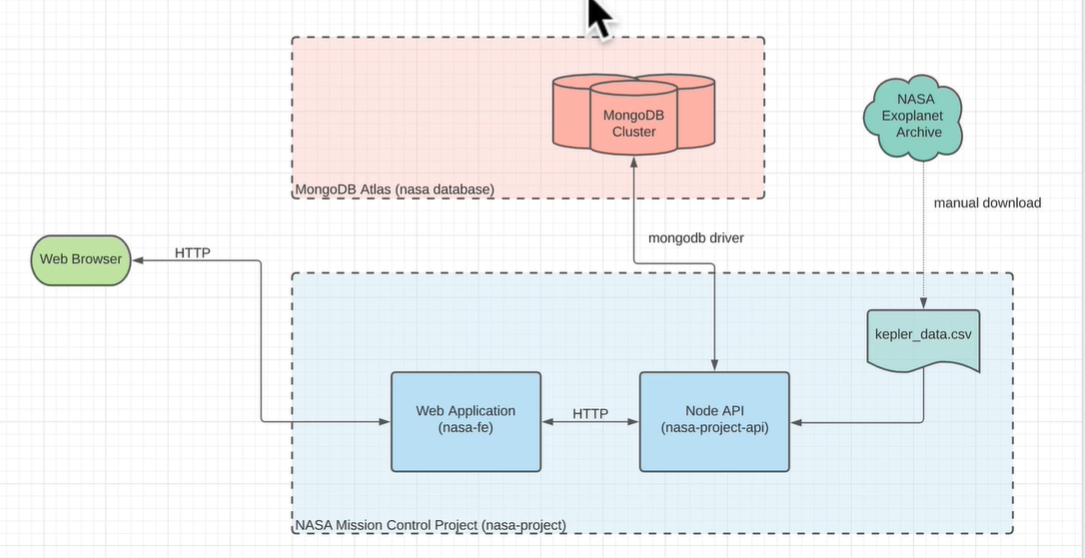 MongoDB
Cluster
MongoDB Atlas (nasa database)
NASA
Exoplanet
Archive
manual download
mongodb driver
Web Browser
HTTP
kepler_data.csv
Web Application
(nasa-fe)
HTTP
Node API
(nasa-project-api)
NASA Mission Control Project (nasa-project)